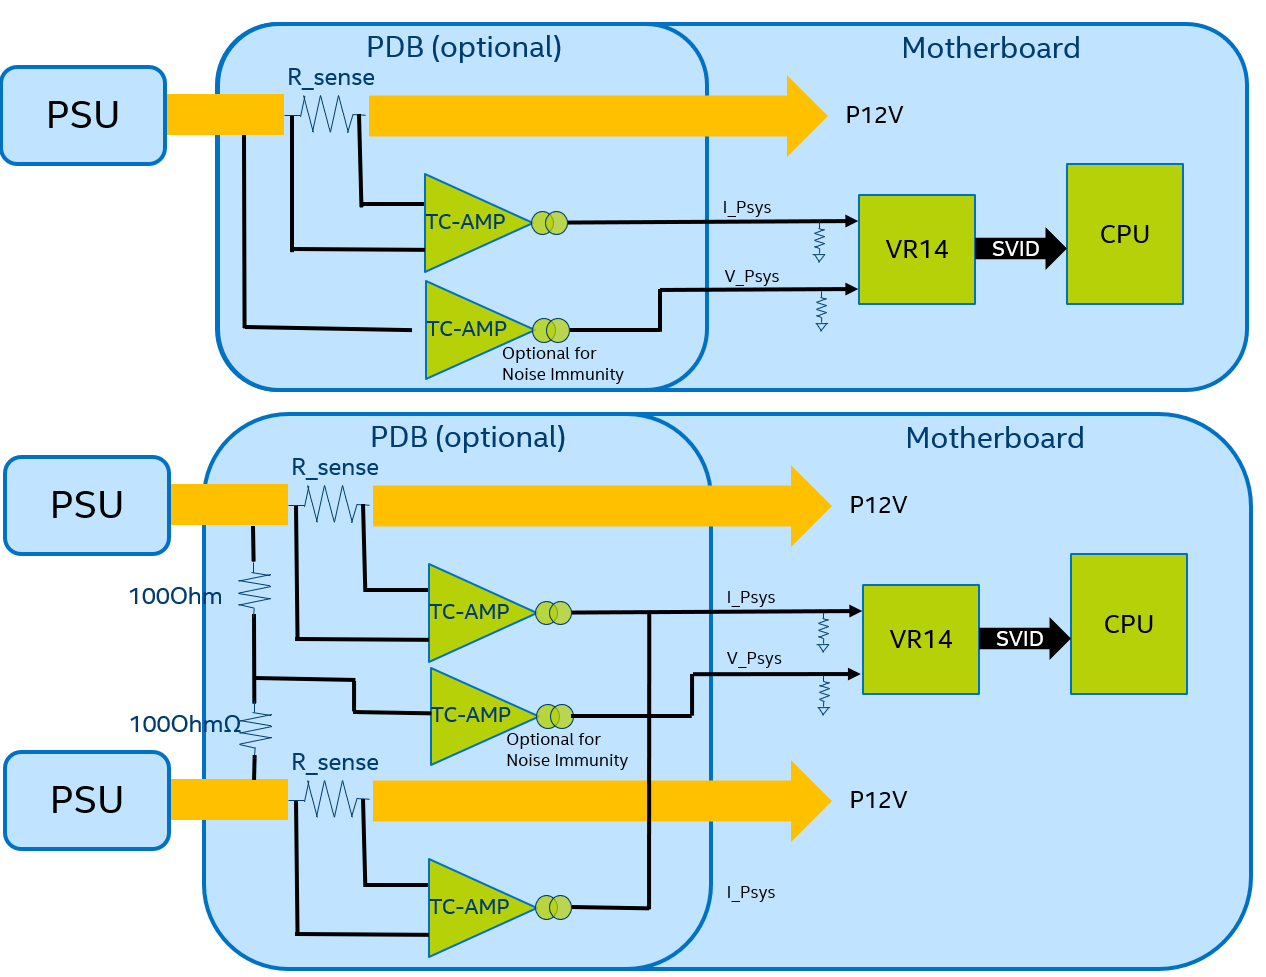 PDB (optional)
Motherboard
R_sense
PSU
P12V
I_Psys
TC-AMP
VR14
SVID
CPU
V_Psys
TC-AMP
Optional for
Noise Immunity
PDB (optional)
Motherboard
R_sense
PSU
P12V
100Ohm
I_Psys
TC-AMP
VR14
SVID
CPU
V_Psys
TC-AMP
100OhmΩ
Optional for
Noise Immunity
R_sense
PSU
P12V
I_Psys
TC-AMP